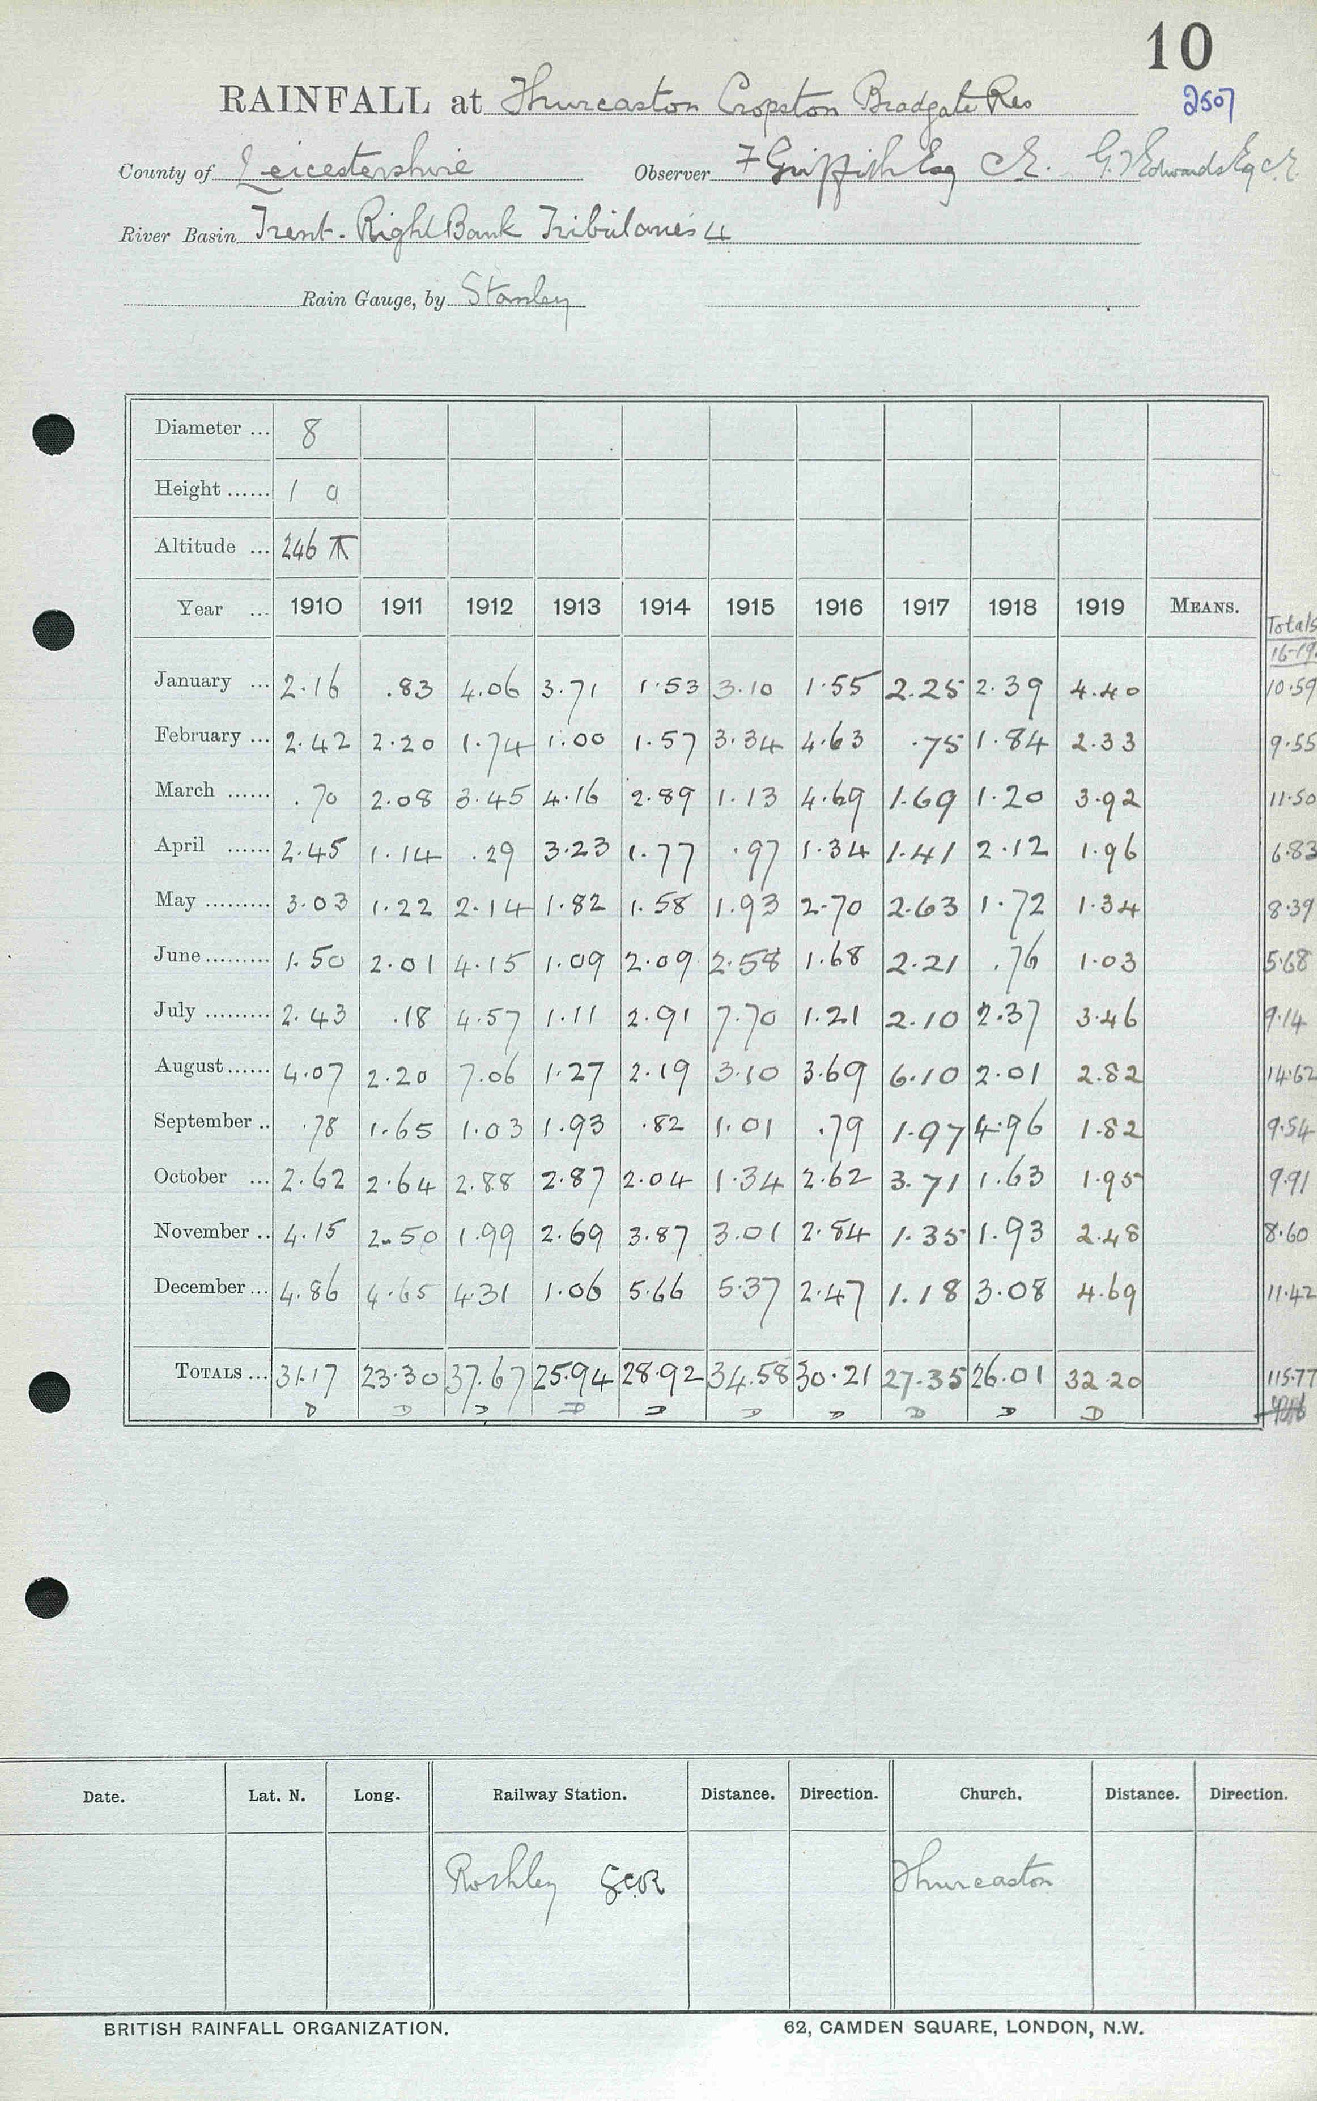 10
RAINFALL at Thurcaston Cropston Bradgate Res 2507
County of Leicestershire Observer F Griffith Esq C.E. G. T Edwards Esq C.E.
River Basin Trent. Right Bank Tributaries 4
Rain Gauge, by Stanley
Diameter ... 8
Height ...... 1 0
Altitude ... 246
Year ... 1910 1911 1912 1913 1914 1915 1916 1917 1918 1919 MEANS. Totals
16-19
January ... 2.16 .83 4.06 3.71 1.53 3.10 1.55 2.25 2.39 4.40 10.59
February ... 2.42 2.20 1.74 1.00 1.57 3.34 4.63 .75 1.84 2.33 9.55
March ...... .70 2.08 3.45 4.16 2.89 1.13 4.69 1.69 1.20 3.92 11.50
April ...... 2.45 1.14 .29 3.23 1.77 .97 1.34 1.41 2.12 1.96 6.83
May ......... 3.03 1.22 2.14 1.82 1.58 1.93 2.70 2.63 1.72 1.34 8.39
June ......... 1.50 2.01 4.15 1.09 2.09 2.58 1.68 2.21 .76 1.03 5.68
July ......... 2.43 .18 4.57 1.11 2.91 7.70 1.21 2.10 2.37 3.46 9.14
August ...... 4.07 2.20 7.06 1.27 2.19 3.10 3.69 6.10 2.01 2.82 14.62
September .. .78 1.65 1.03 1.93 .82 1.01 .79 1.97 4.96 1.82 9.54
October ... 2.62 2.64 2.88 2.87 2.04 1.34 2.62 3.71 1.63 1.95 9.91
November .. 4.15 2.50 1.99 2.69 3.87 3.01 2.84 1.35 1.93 2.48 8.60
December ... 4.86 4.65 4.31 1.06 5.66 5.37 2.47 1.18 3.08 4.69 11.42
TOTALS ... 31.17 23.30 37.67 25.94 28.92 34.58 30.21 27.35 26.01 32.20 115.77
D D D D D D D D D D
Date. Lat. N. Long. Railway Station. Distance. Direction. Church. Distance. Direction.
Rothley GCR Thurcaston
BRITISH RAINFALL ORGANIZATION. 62, CAMDEN SQUARE, LONDON, N.W.